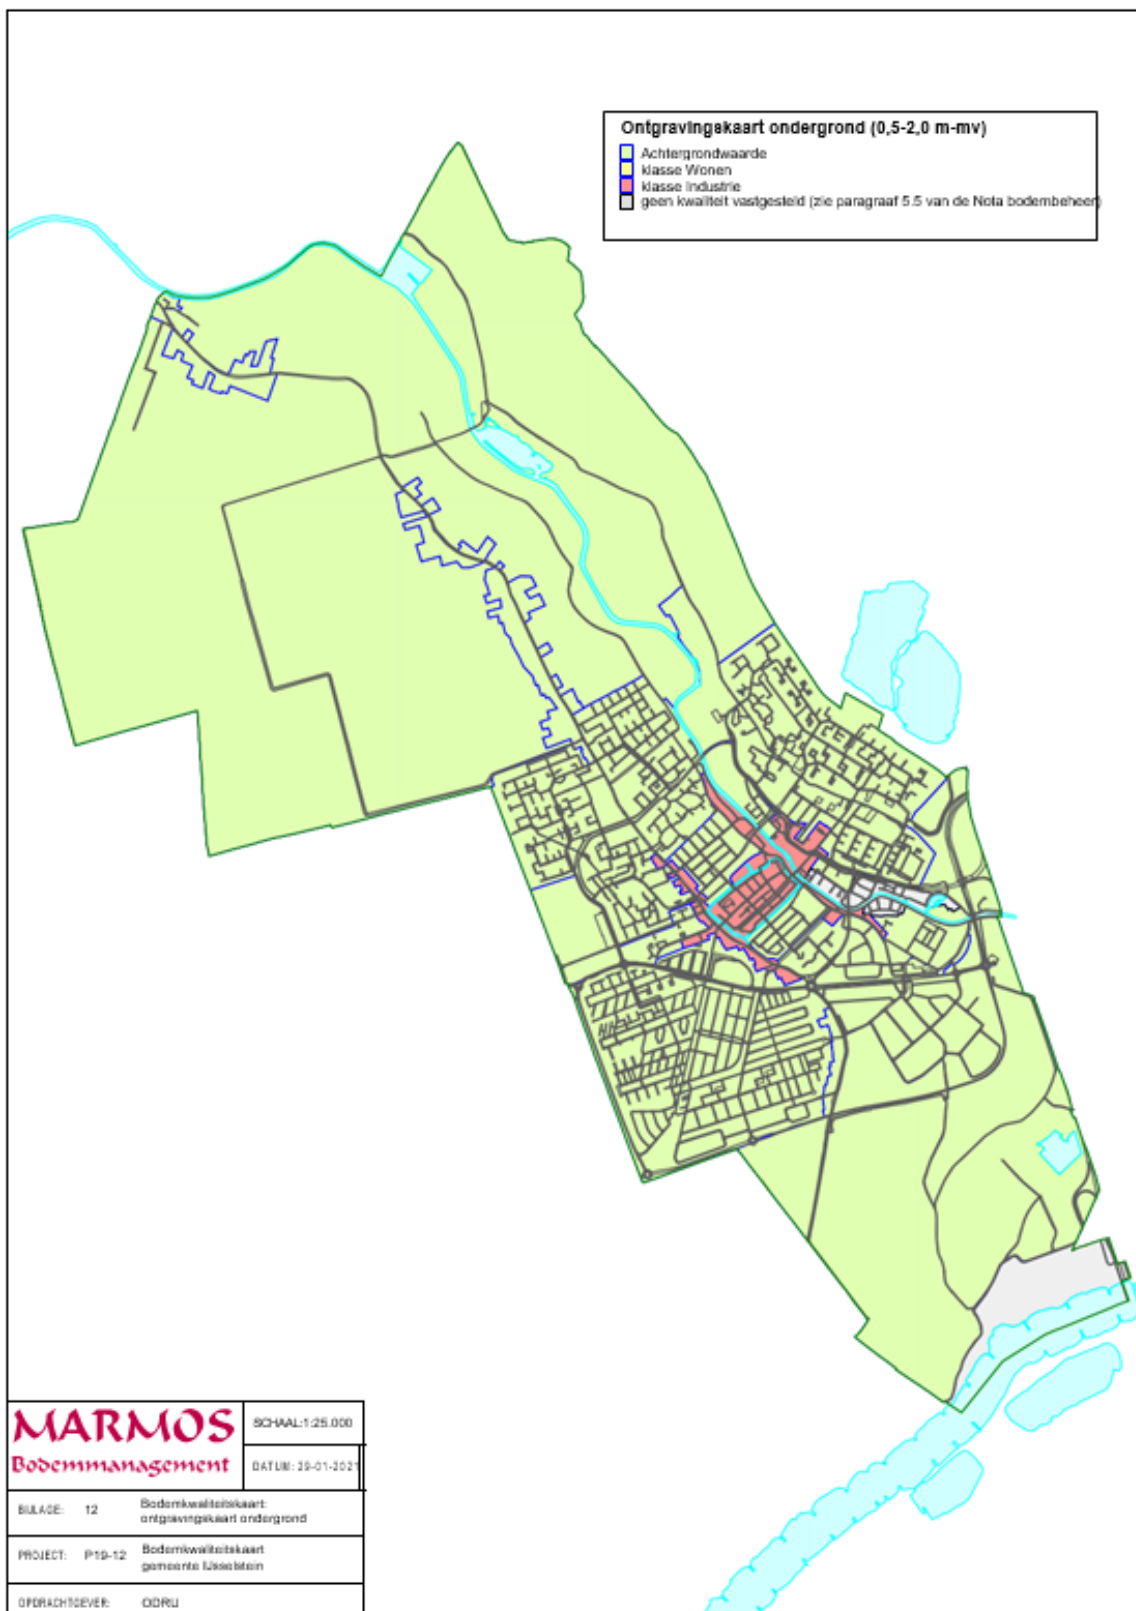 Ontgravingskaart ondergrond (0,5-2,0 m-mv)
Achtergrondwaarde
klasse Wonen
klasse Industrie
geen kwaliteit vastgesteld (zie paragraaf 5.5 van de Nota bodembeheer)
MARMOS
Bodemmanagement
SCHAAL:1:25.000
DATUM: 29-01-2021
BIJLAGE: 12 Bodemkwaliteitskaart:
ontgravingskaart ondergrond
PROJECT: P19-12 Bodemkwaliteitskaart
gemeente IJsselstein
OPDRACHTGEVER: ODRU